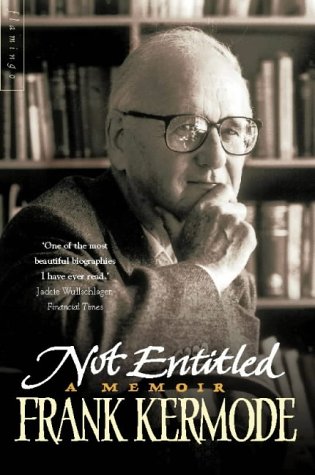 flamingo
'One of the most
beautiful biographies
I have ever read.'
Jackie Wullschlager,
Financial Times
Not Entitled
A MEMOIR
FRANK KERMODE